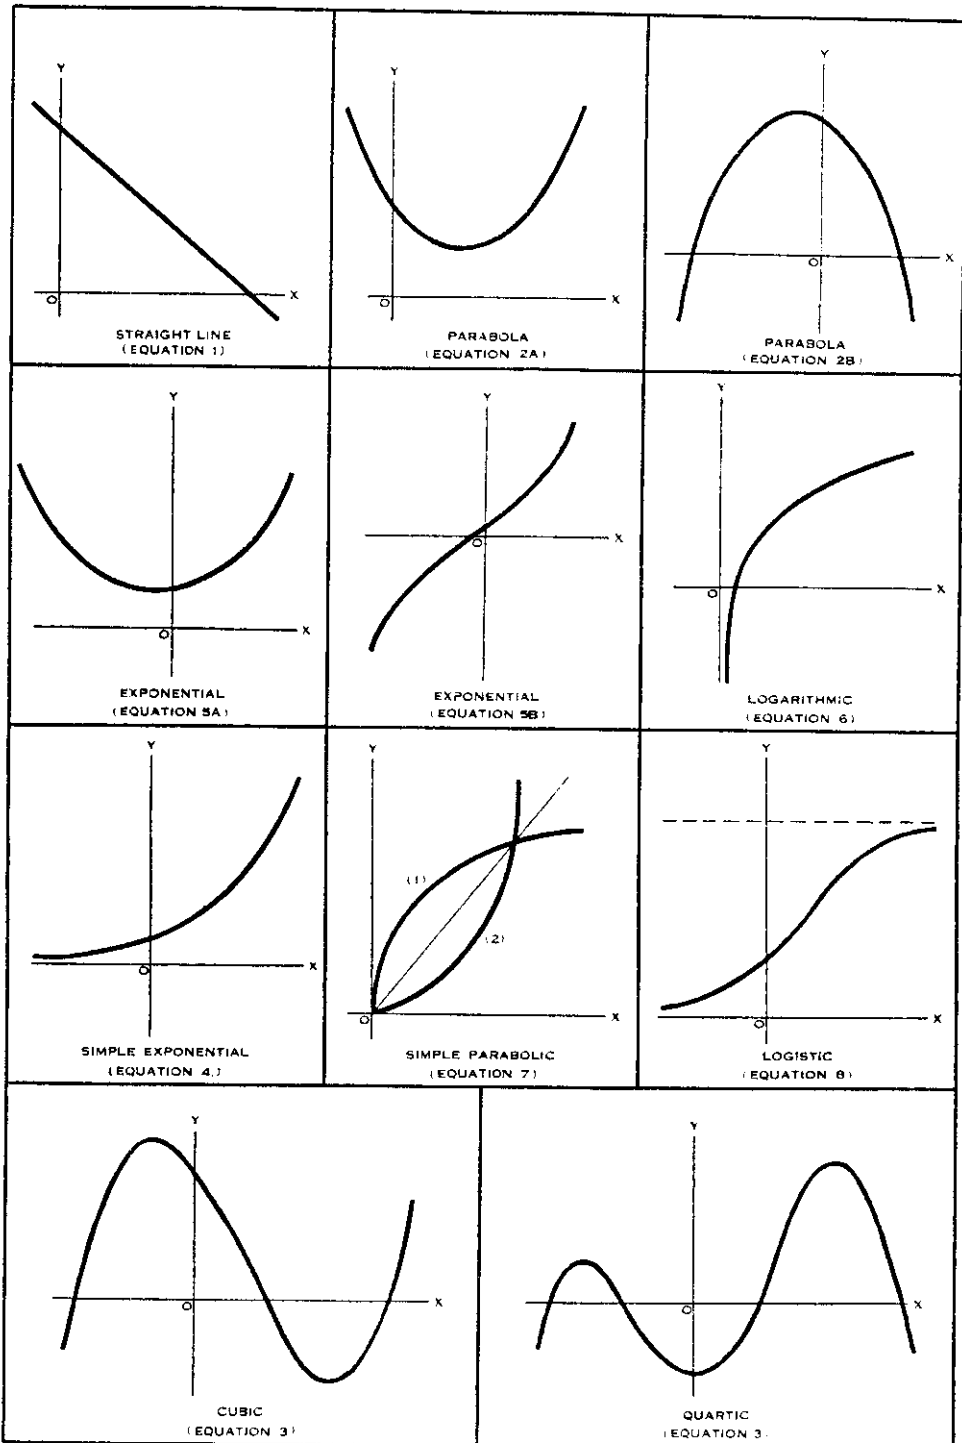 Y
X
O
STRAIGHT LINE
(EQUATION 1)
Y
X
O
PARABOLA
(EQUATION 2A)
Y
X
O
PARABOLA
(EQUATION 2B)
Y
X
O
EXPONENTIAL
(EQUATION 5A)
Y
X
O
EXPONENTIAL
(EQUATION 5B)
Y
X
O
LOGARITHMIC
(EQUATION 6)
Y
X
O
SIMPLE EXPONENTIAL
(EQUATION 4)
Y
(1)
(2)
X
O
SIMPLE PARABOLIC
(EQUATION 7)
Y
X
O
LOGISTIC
(EQUATION 8)
Y
X
O
CUBIC
(EQUATION 3)
Y
X
O
QUARTIC
(EQUATION 3)